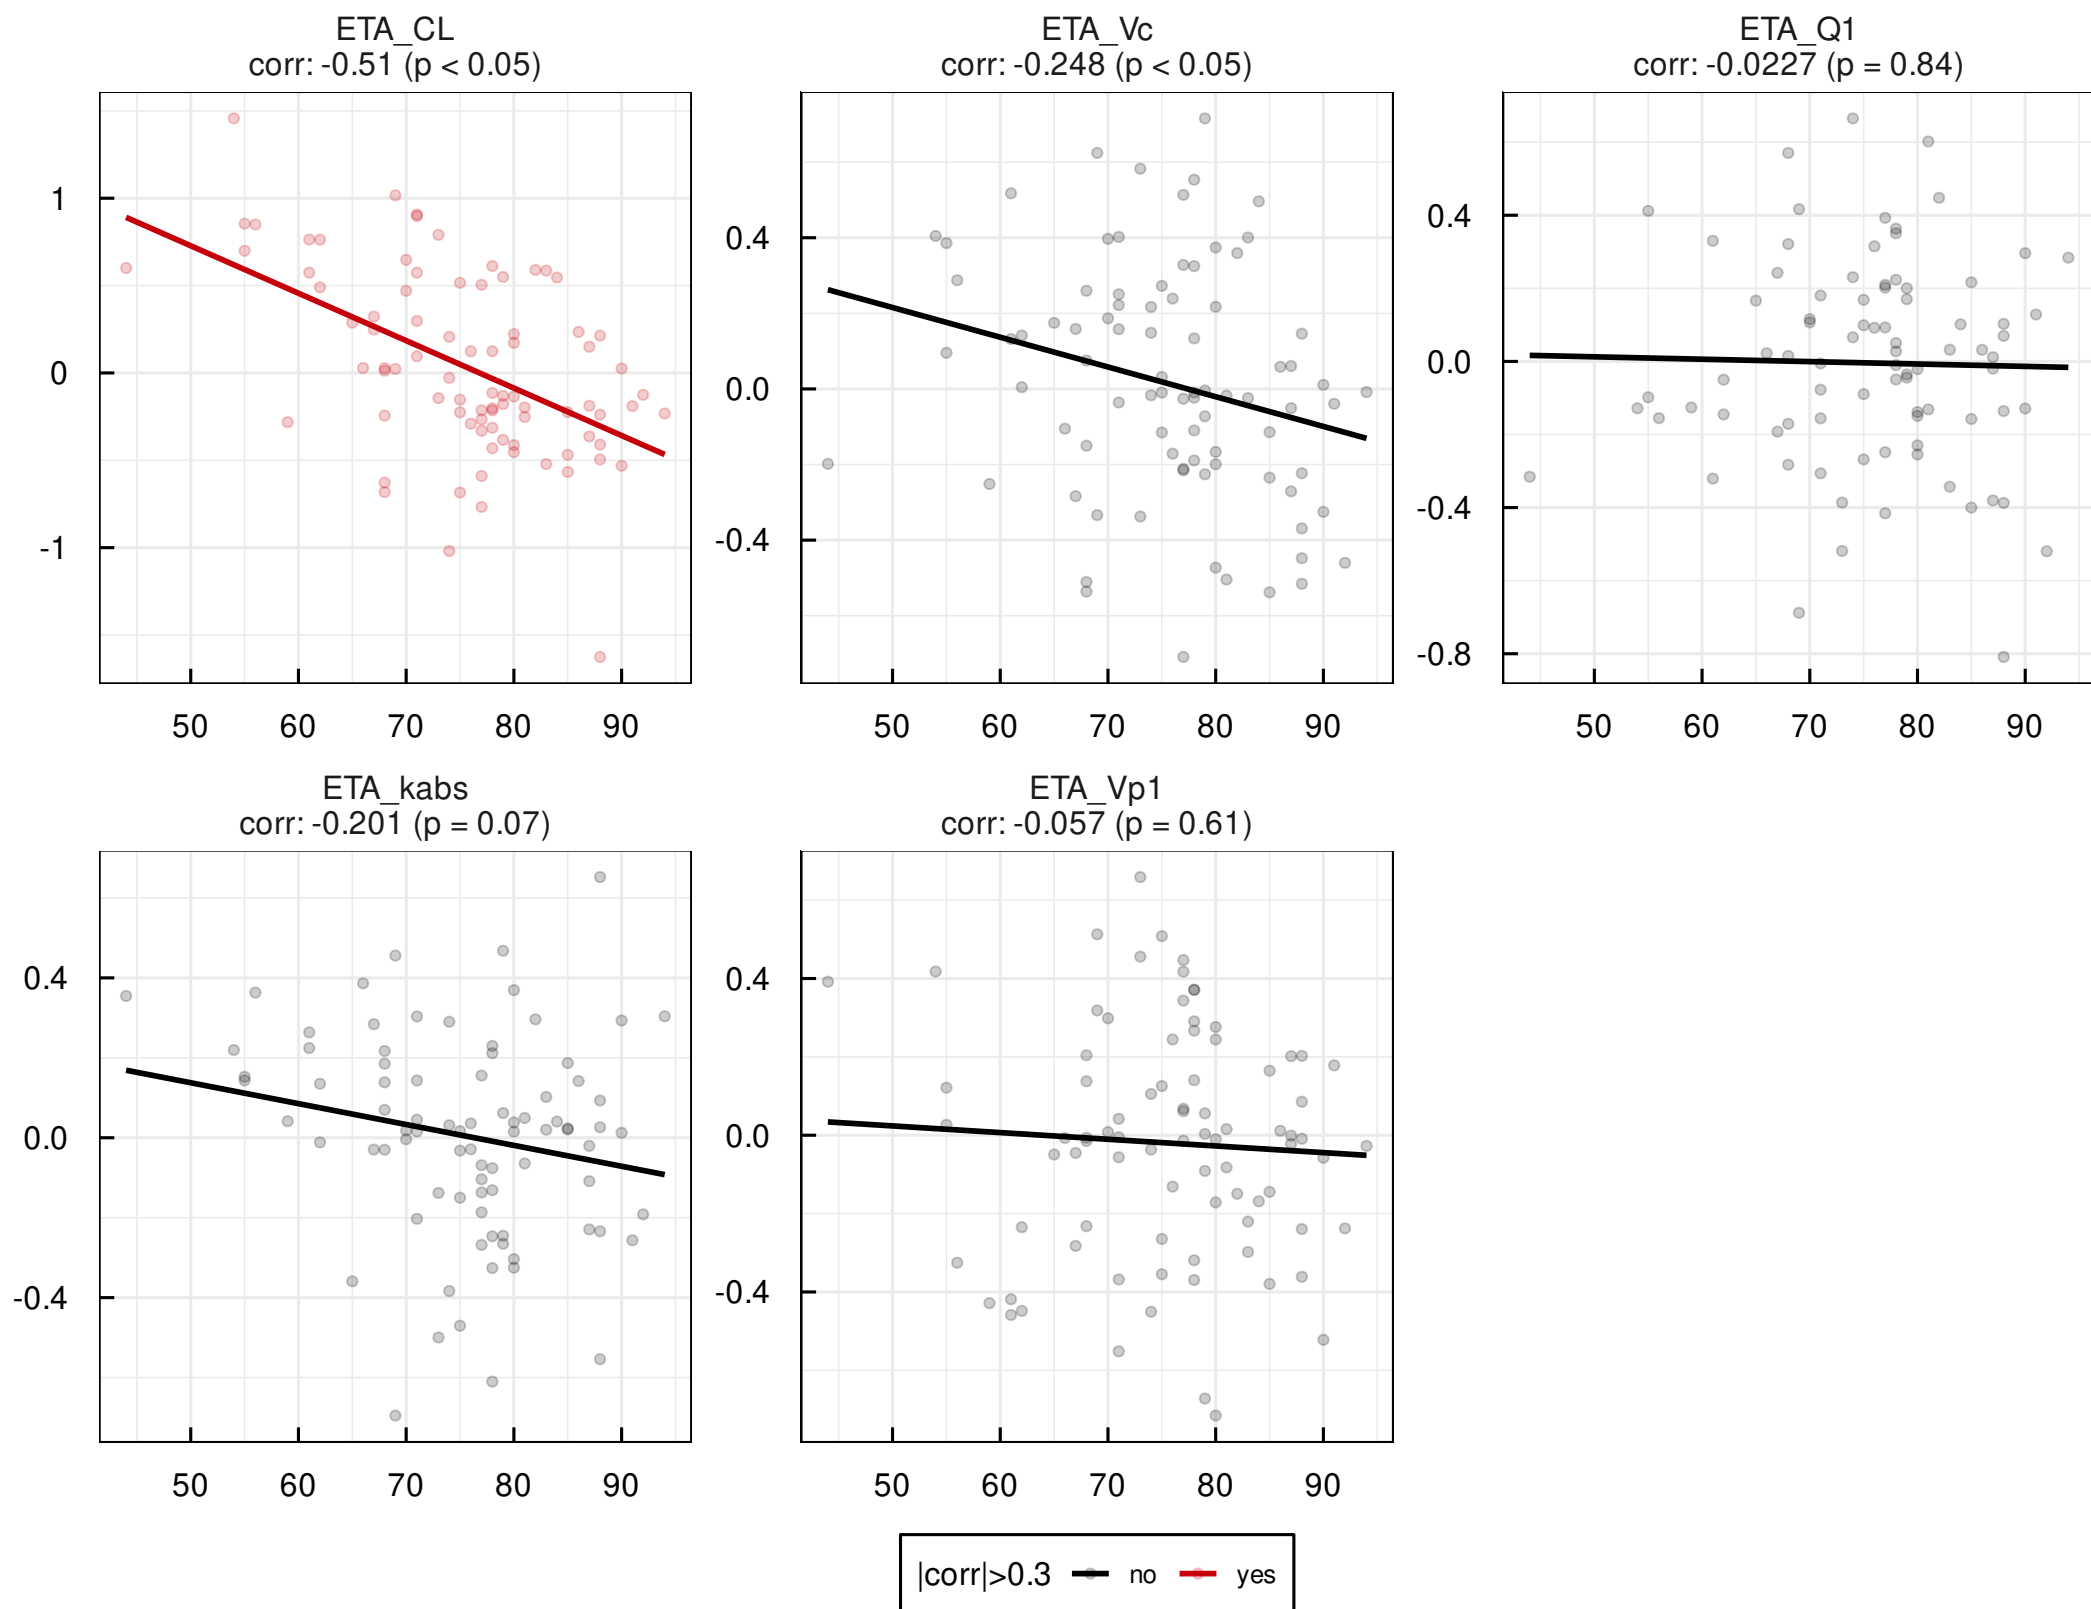 ETA_CL
corr: -0.51 (p < 0.05)
ETA_Vc
corr: -0.248 (p < 0.05)
ETA_Q1
corr: -0.0227 (p = 0.84)
1
0
-1
50 60 70 80 90
0.4
0.0
-0.4
50 60 70 80 90
0.4
0.0
-0.4
-0.8
50 60 70 80 90
ETA_kabs
corr: -0.201 (p = 0.07)
ETA_Vp1
corr: -0.057 (p = 0.61)
0.4
0.0
-0.4
50 60 70 80 90
0.4
0.0
-0.4
50 60 70 80 90
|corr|>0.3 no yes